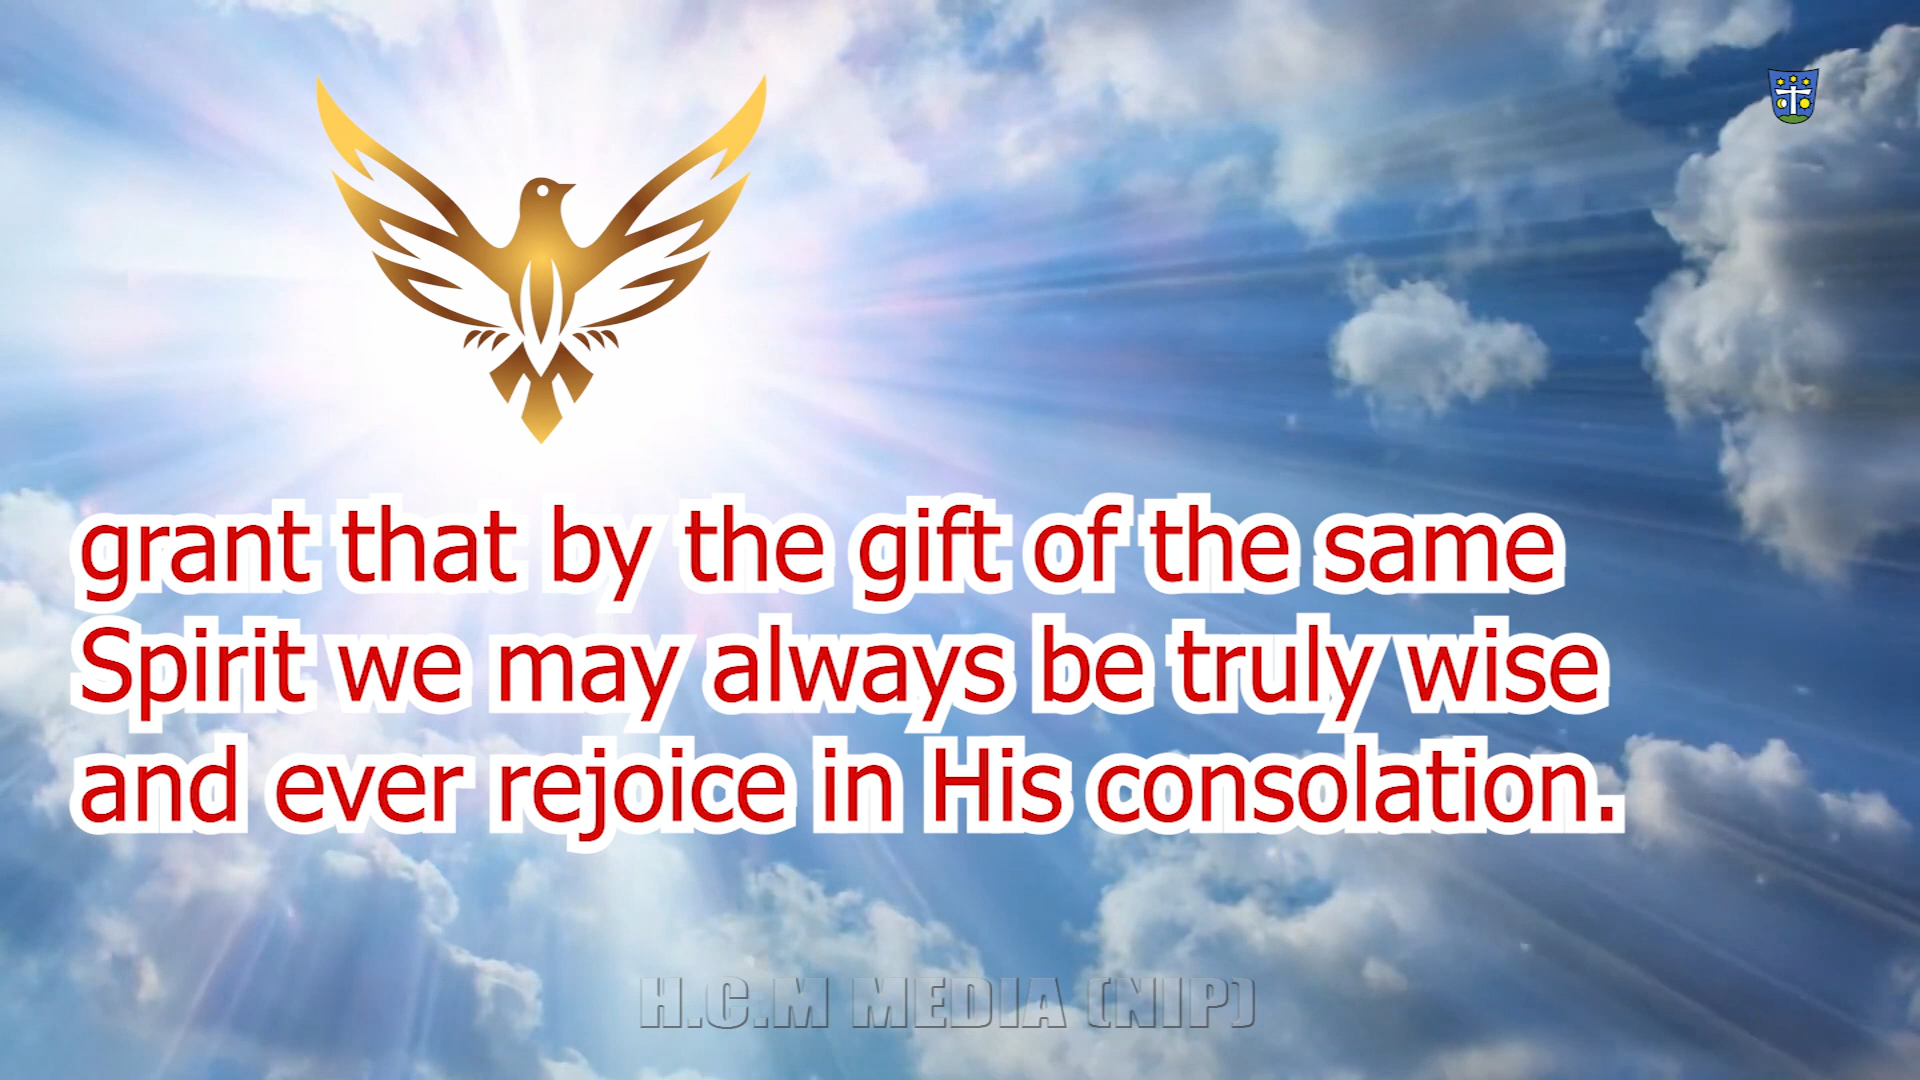 grant that by the gift of the same
Spirit we may always be truly wise
and ever rejoice in His consolation.
H.C.M MEDIA (NIP)